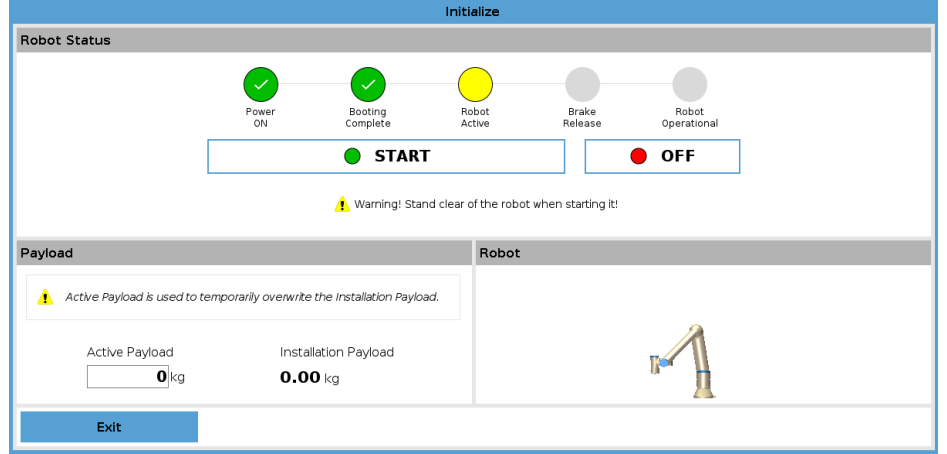 Initialize
Robot Status
Power
ON
Booting
Complete
Robot
Active
Brake
Release
Robot
Operational
START
OFF
Warning! Stand clear of the robot when starting it!
Payload
Robot
Active Payload is used to temporarily overwrite the Installation Payload.
Active Payload
Installation Payload
0 kg
0.00 kg
Exit